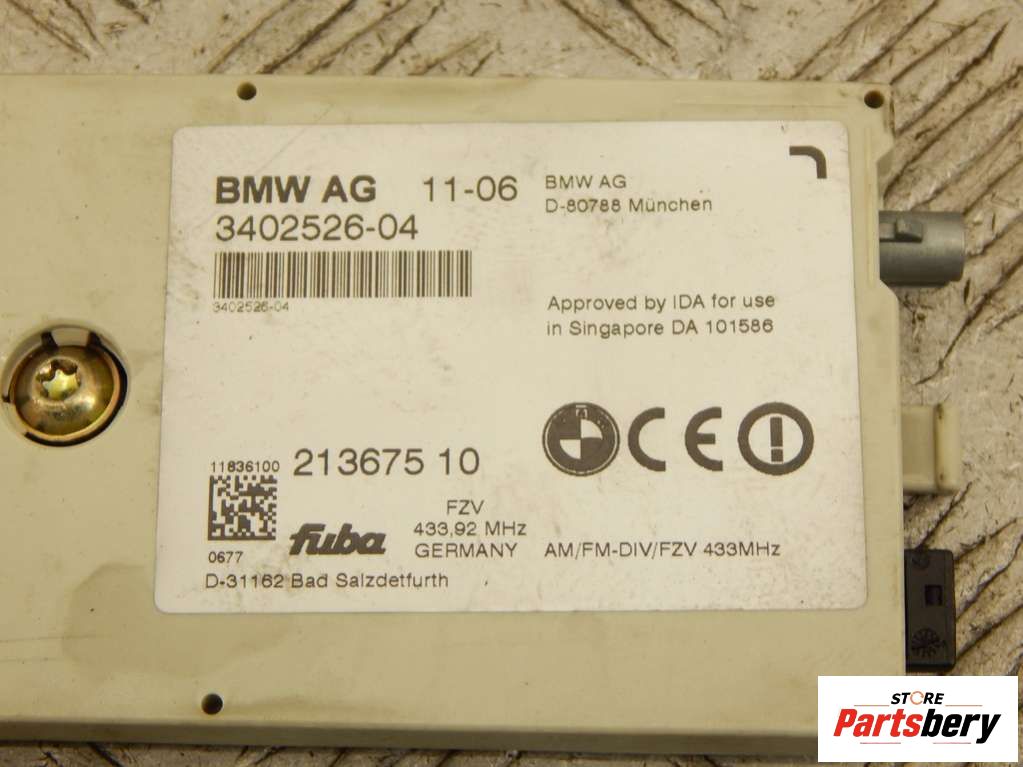 BMW AG 11-06
3402526-04
3402526-04
BMW AG
D-80788 München
Approved by IDA for use
in Singapore DA 101586
11836100 213675 10
0677
fuba
FZV
433,92 MHz
GERMANY
D-31162 Bad Salzdetfurth
CE
AM/FM-DIV/FZV 433MHz
STORE
Partsbery